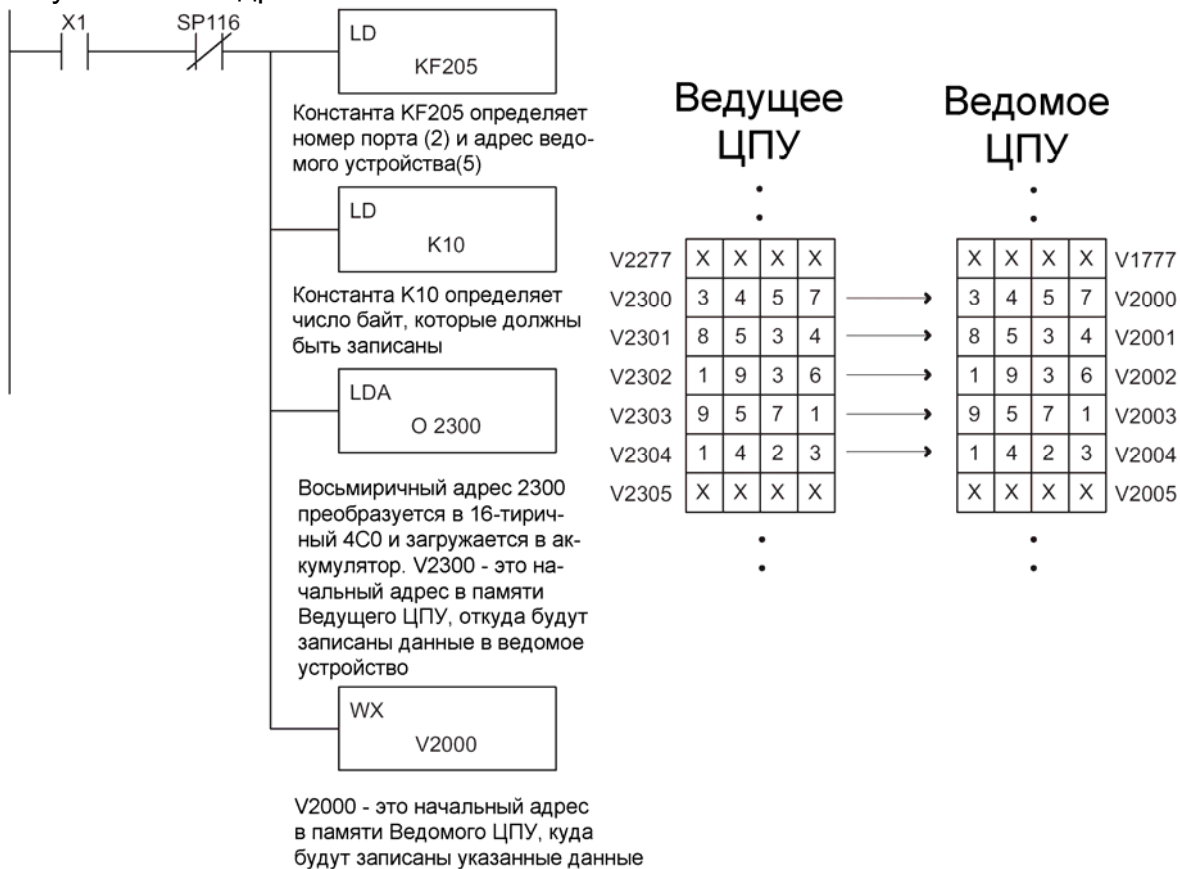 X1 SP116
LD
KF205
Константа KF205 определяет
номер порта (2) и адрес ведо-
мого устройства(5)
LD
K10
Константа K10 определяет
число байт, которые должны
быть записаны
LDA
O 2300
Восьмиричный адрес 2300
преобразуется в 16-тирич-
ный 4C0 и загружается в ак-
кумулятор. V2300 - это на-
чальный адрес в памяти
Ведущего ЦПУ, откуда будут
записаны данные в ведомое
устройство
WX
V2000
V2000 - это начальный адрес
в памяти Ведомого ЦПУ, куда
будут записаны указанные данные
Ведущее
ЦПУ
Ведомое
ЦПУ
V2277 X X X X X X X X V1777
V2300 3 4 5 7 3 4 5 7 V2000
V2301 8 5 3 4 8 5 3 4 V2001
V2302 1 9 3 6 1 9 3 6 V2002
V2303 9 5 7 1 9 5 7 1 V2003
V2304 1 4 2 3 1 4 2 3 V2004
V2305 X X X X X X X X V2005